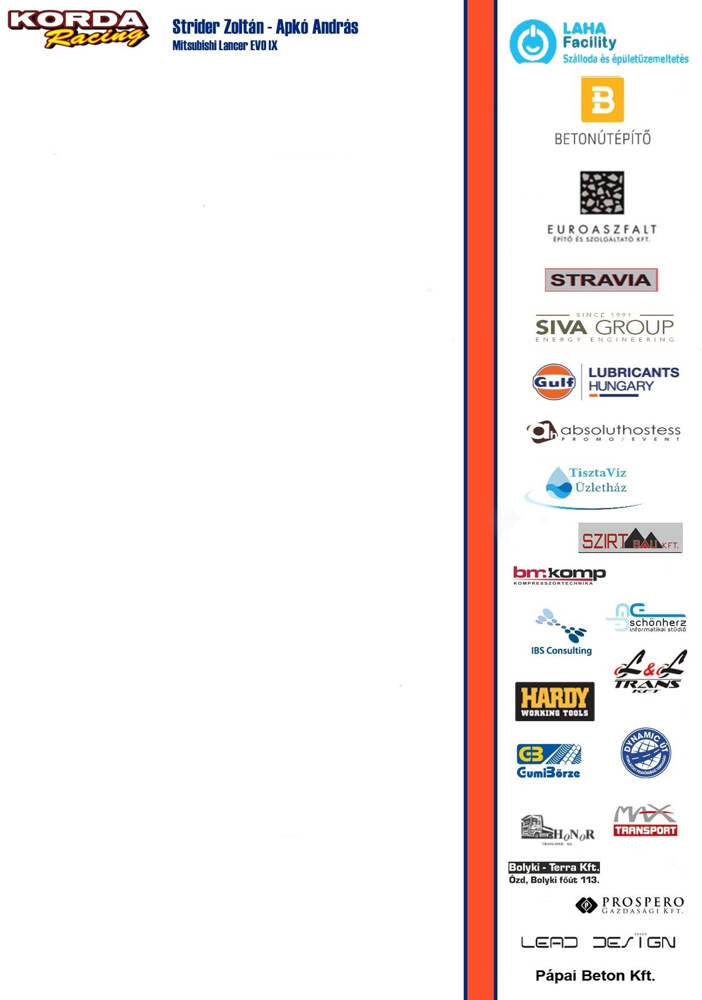 KORDA
Racing
Strider Zoltán - Apkó András
Mitsubishi Lancer EVO IX
LAHA
Facility
Szálloda és épületüzemeltetés
B
BETONÚTÉPÍTŐ
EUROASZFALT
ÉPÍTŐ ÉS SZOLGÁLTATÓ KFT.
STRAVIA
SINCE 1991
SIVA GROUP
ENERGY ENGINEERING
Gulf
LUBRICANTS
HUNGARY
ah
absoluthostess
PROMO/EVENT
TisztaVíz
Üzletház
SZIRT BAU KFT.
bm:komp
KOMPRESSZORTECHNIKA
schönherz
informatikai stúdió
IBS Consulting
L&L
TRANS
KFT
HARDY
WORKING TOOLS
DYNAMIC ÚT
KORLÁTOLT FELELŐSSÉGŰ TÁRSASÁG
GB
GumiBörze
MAX
TRANSPORT
HoNoR
TRANS-SPED Kft.
Bolyki - Terra Kft.
Ózd, Bolyki főút 113.
P
PROSPERO
GAZDASÁGI KFT.
LEAD DESIGN
Pápai Beton Kft.